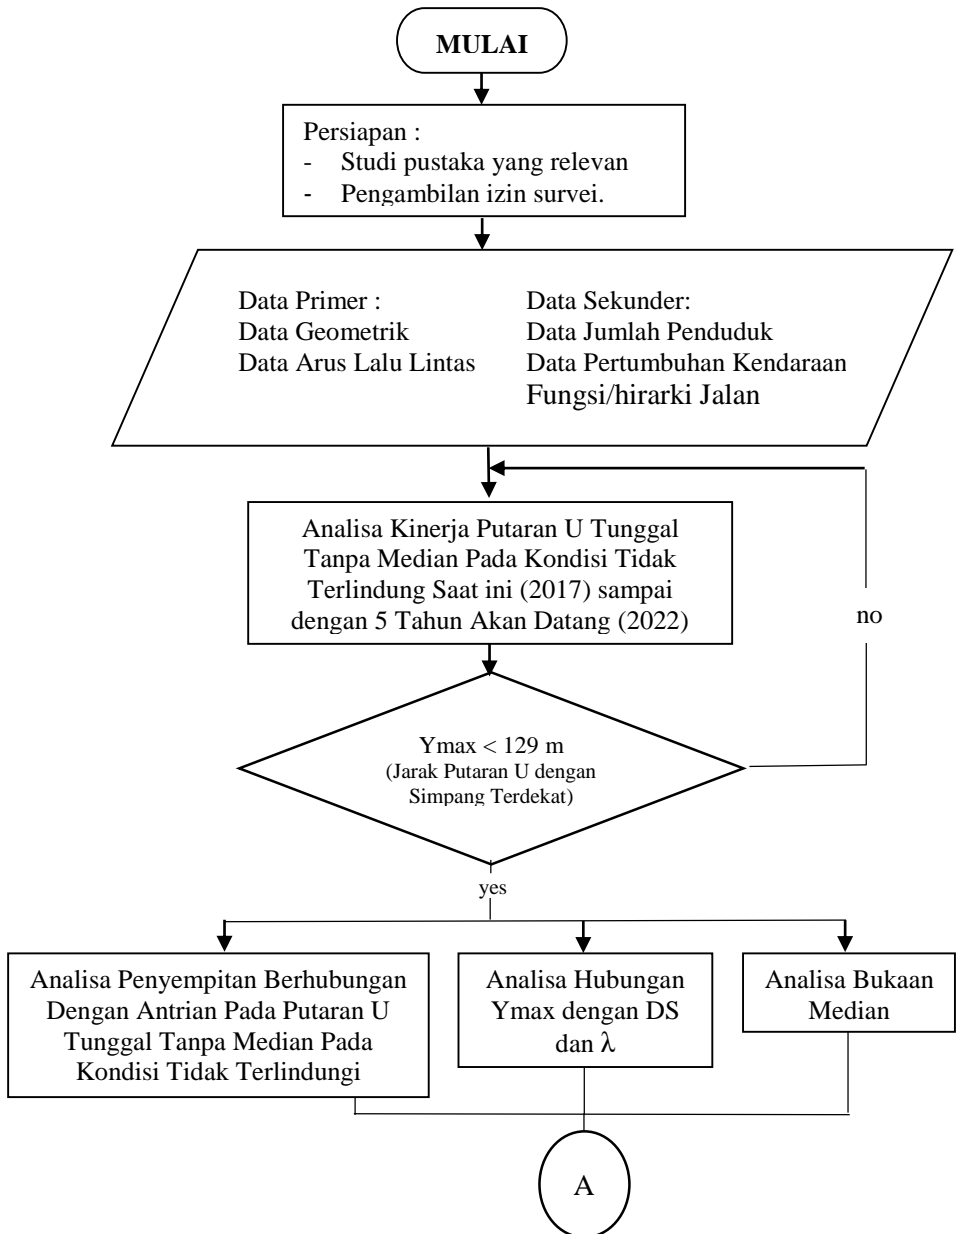 MULAI
Persiapan :
- Studi pustaka yang relevan
- Pengambilan izin survei.
Data Primer :
Data Geometrik
Data Arus Lalu Lintas
Data Sekunder:
Data Jumlah Penduduk
Data Pertumbuhan Kendaraan
Fungsi/hirarki Jalan
Analisa Kinerja Putaran U Tunggal
Tanpa Median Pada Kondisi Tidak
Terlindung Saat ini (2017) sampai
dengan 5 Tahun Akan Datang (2022)
no
Ymax < 129 m
(Jarak Putaran U dengan
Simpang Terdekat)
yes
Analisa Penyempitan Berhubungan
Dengan Antrian Pada Putaran U
Tunggal Tanpa Median Pada
Kondisi Tidak Terlindungi
Analisa Hubungan
Ymax dengan DS
dan λ
Analisa Bukaan
Median
A